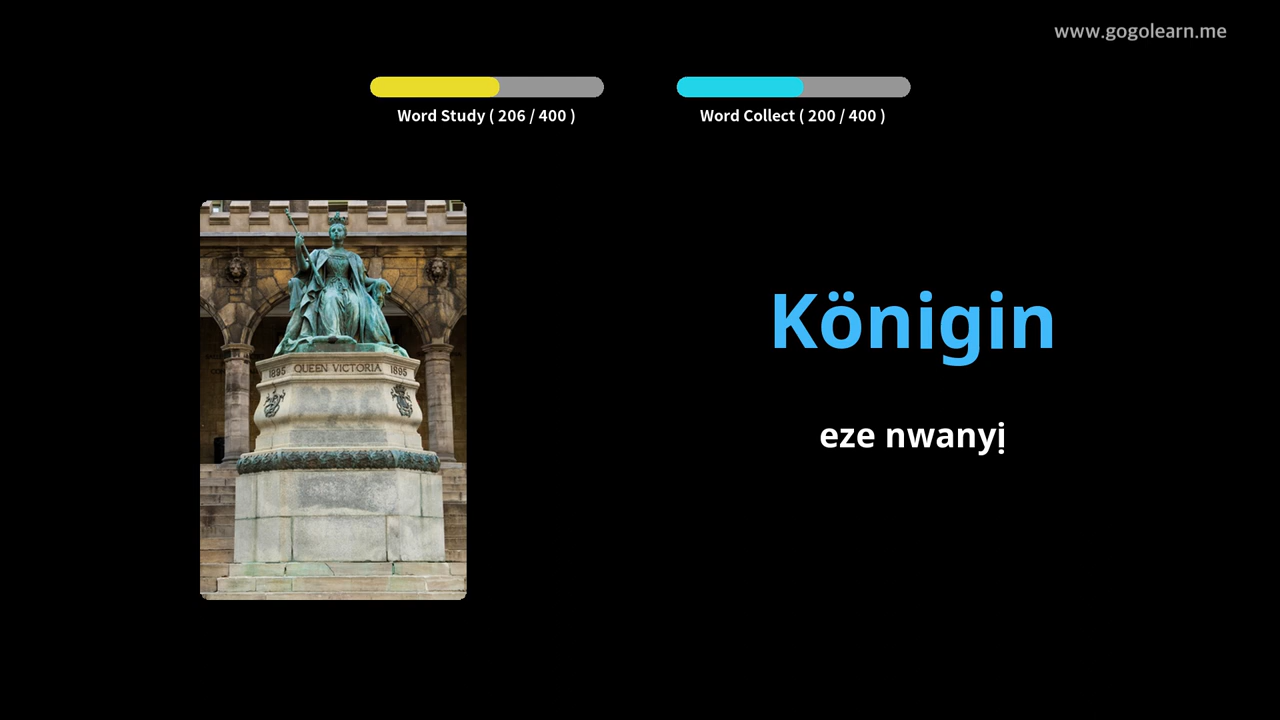 www.gogolearn.me
Word Study ( 206 / 400 )
Word Collect ( 200 / 400 )
1895 QUEEN VICTORIA 1895
Königin
eze nwanyị